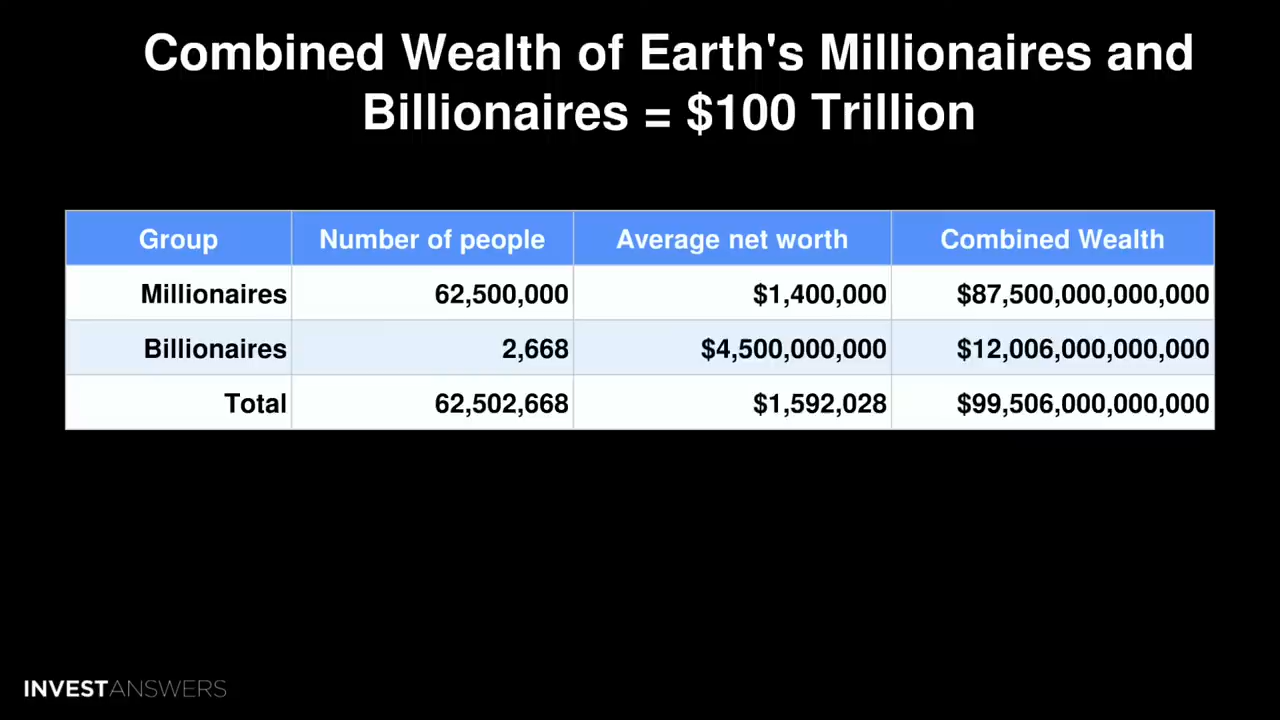 Combined Wealth of Earth's Millionaires and
Billionaires = $100 Trillion
Group Number of people Average net worth Combined Wealth
Millionaires 62,500,000 $1,400,000 $87,500,000,000,000
Billionaires 2,668 $4,500,000,000 $12,006,000,000,000
Total 62,502,668 $1,592,028 $99,506,000,000,000
INVESTANSWERS